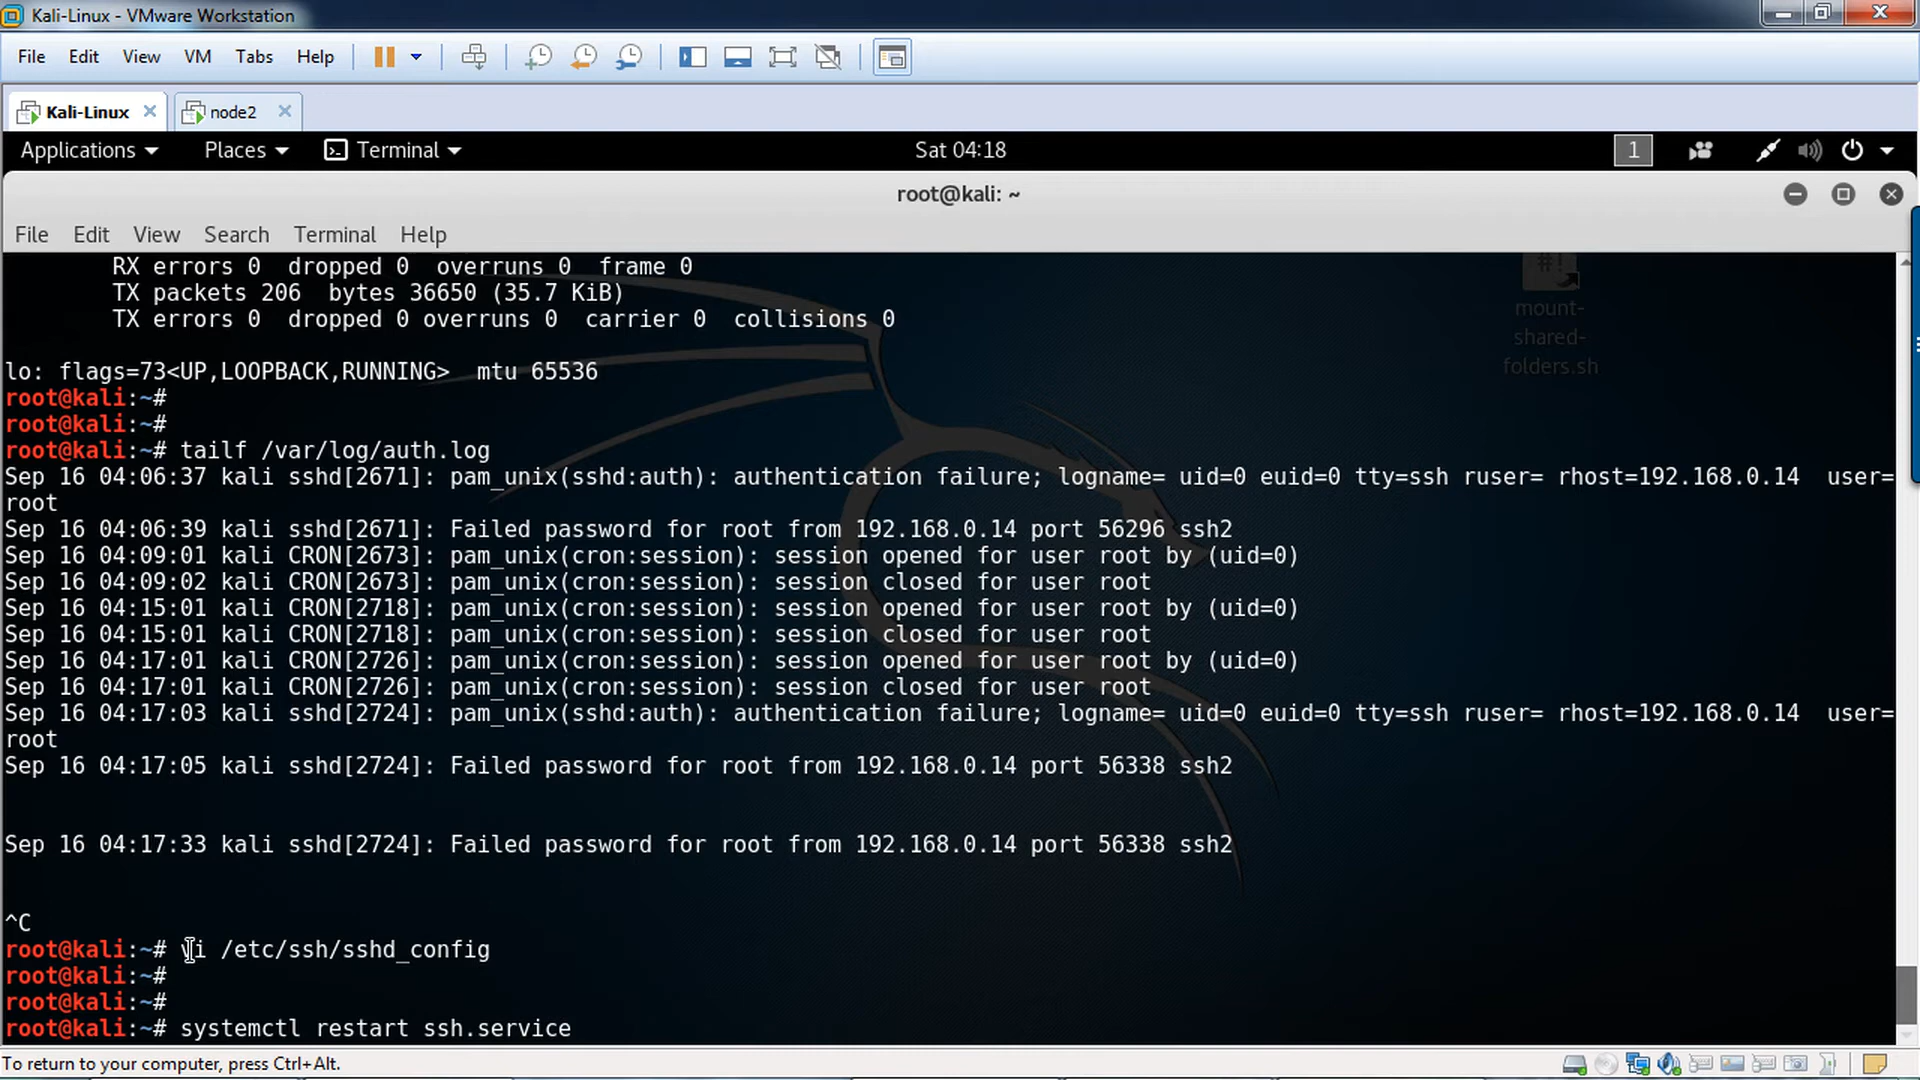 Kali-Linux - VMware Workstation
File Edit View VM Tabs Help
Kali-Linux node2
Applications Places Terminal Sat 04:18 1
root@kali: ~
File Edit View Search Terminal Help
RX errors 0 dropped 0 overruns 0 frame 0
TX packets 206 bytes 36650 (35.7 KiB)
TX errors 0 dropped 0 overruns 0 carrier 0 collisions 0
#!
mount-
shared-
folders.sh
lo: flags=73<UP,LOOPBACK,RUNNING> mtu 65536
root@kali:~#
root@kali:~#
root@kali:~# tailf /var/log/auth.log
Sep 16 04:06:37 kali sshd[2671]: pam_unix(sshd:auth): authentication failure; logname= uid=0 euid=0 tty=ssh ruser= rhost=192.168.0.14 user=
root
Sep 16 04:06:39 kali sshd[2671]: Failed password for root from 192.168.0.14 port 56296 ssh2
Sep 16 04:09:01 kali CRON[2673]: pam_unix(cron:session): session opened for user root by (uid=0)
Sep 16 04:09:02 kali CRON[2673]: pam_unix(cron:session): session closed for user root
Sep 16 04:15:01 kali CRON[2718]: pam_unix(cron:session): session opened for user root by (uid=0)
Sep 16 04:15:01 kali CRON[2718]: pam_unix(cron:session): session closed for user root
Sep 16 04:17:01 kali CRON[2726]: pam_unix(cron:session): session opened for user root by (uid=0)
Sep 16 04:17:01 kali CRON[2726]: pam_unix(cron:session): session closed for user root
Sep 16 04:17:03 kali sshd[2724]: pam_unix(sshd:auth): authentication failure; logname= uid=0 euid=0 tty=ssh ruser= rhost=192.168.0.14 user=
root
Sep 16 04:17:05 kali sshd[2724]: Failed password for root from 192.168.0.14 port 56338 ssh2
Sep 16 04:17:33 kali sshd[2724]: Failed password for root from 192.168.0.14 port 56338 ssh2
^C
root@kali:~# vi /etc/ssh/sshd_config
root@kali:~#
root@kali:~#
root@kali:~# systemctl restart ssh.service
To return to your computer, press Ctrl+Alt.